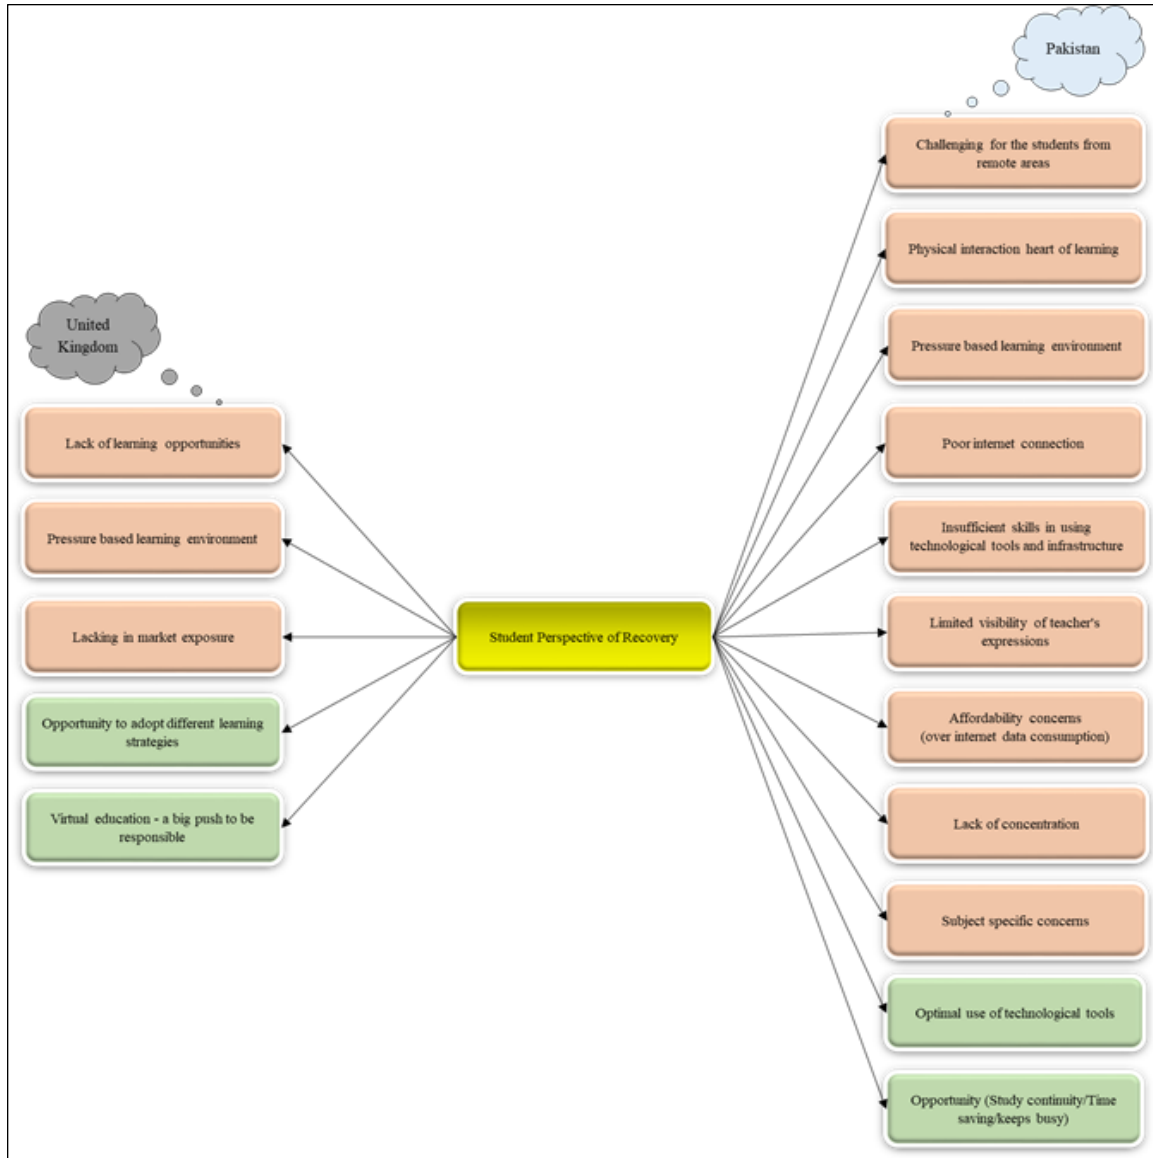 Pakistan
Challenging for the students from
remote areas
Physical interaction heart of learning
Pressure based learning environment
Poor internet connection
Insufficient skills in using
technological tools and infrastructure
Limited visibility of teacher's
expressions
Affordability concerns
(over internet data consumption)
Lack of concentration
Subject specific concerns
Optimal use of technological tools
Opportunity (Study continuity/Time
saving/keeps busy)
United
Kingdom
Lack of learning opportunities
Pressure based learning environment
Lacking in market exposure
Opportunity to adopt different learning
strategies
Virtual education - a big push to be
responsible
Student Perspective of Recovery